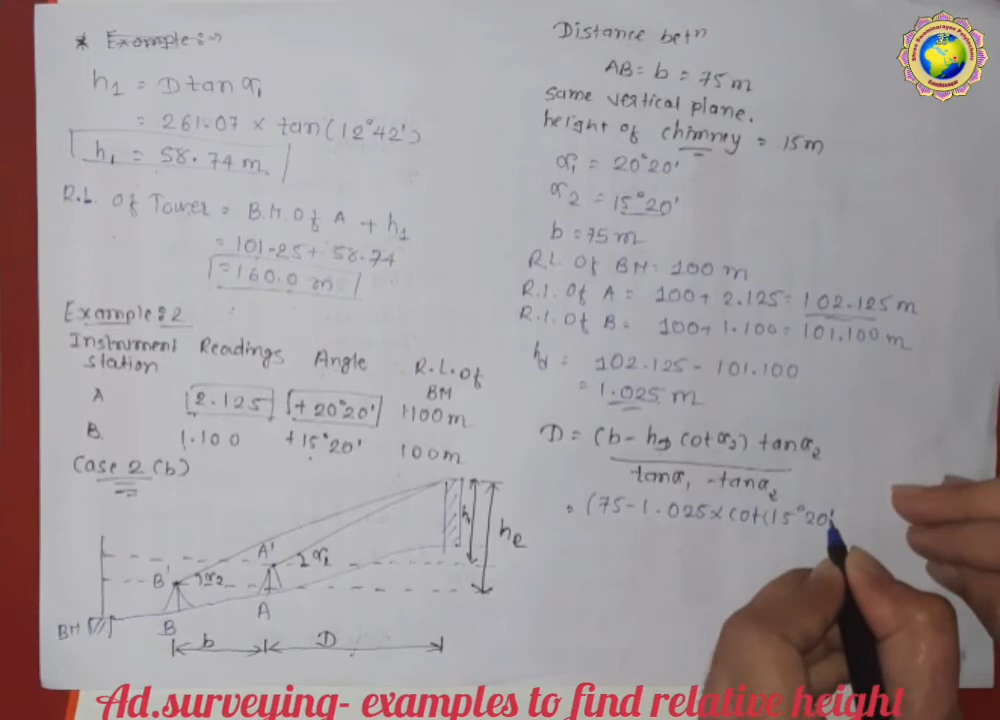 * Example:-
h1 = D tan α1
= 261.07 × tan(12°42')
h1 = 58.74 m
R.L. of Tower = B.M. of A + h1
= 101.25 + 58.74
= 160.0 m
Example: 2
Instrument station Readings Angle R.L. of BM
A 2.125 +20°20' 100m
B. 1.100 +15°20' 100m
Case 2 (b)
A' α1
B' α2
h he
BM B A
b D
Distance betn
AB = b = 75m
same vertical plane.
height of chimney = 15m
α1 = 20°20'
α2 = 15°20'
b = 75m
R.L. of BM = 100 m
R.L. of A = 100 + 2.125 = 102.125 m
R.L. of B = 100 + 1.100 = 101.100 m
hd = 102.125 - 101.100
= 1.025 m
D = (b - hd cot α2) tan α2
tan α1 - tan α2
= (75 - 1.025 × cot(15°20'
Ad.surveying- examples to find relative height